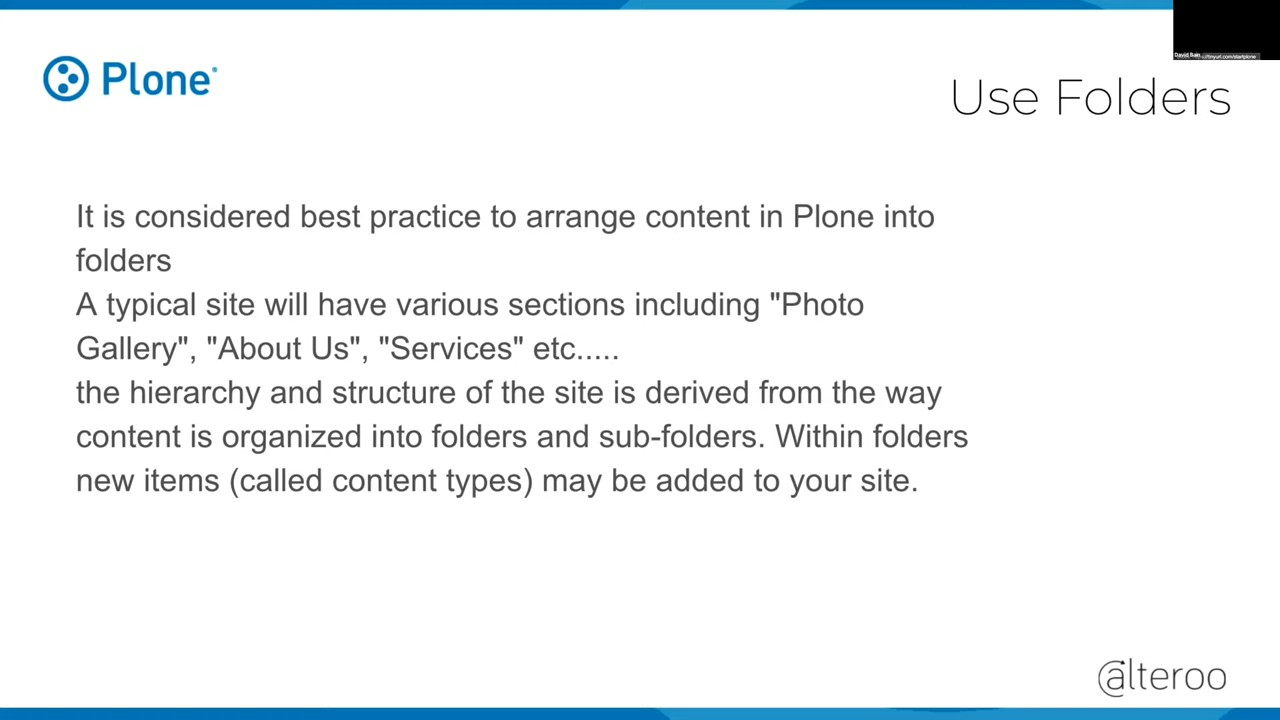 David Bain
Plone®
Use Folders
It is considered best practice to arrange content in Plone into
folders
A typical site will have various sections including "Photo
Gallery", "About Us", "Services" etc.....
the hierarchy and structure of the site is derived from the way
content is organized into folders and sub-folders. Within folders
new items (called content types) may be added to your site.
@lteroo